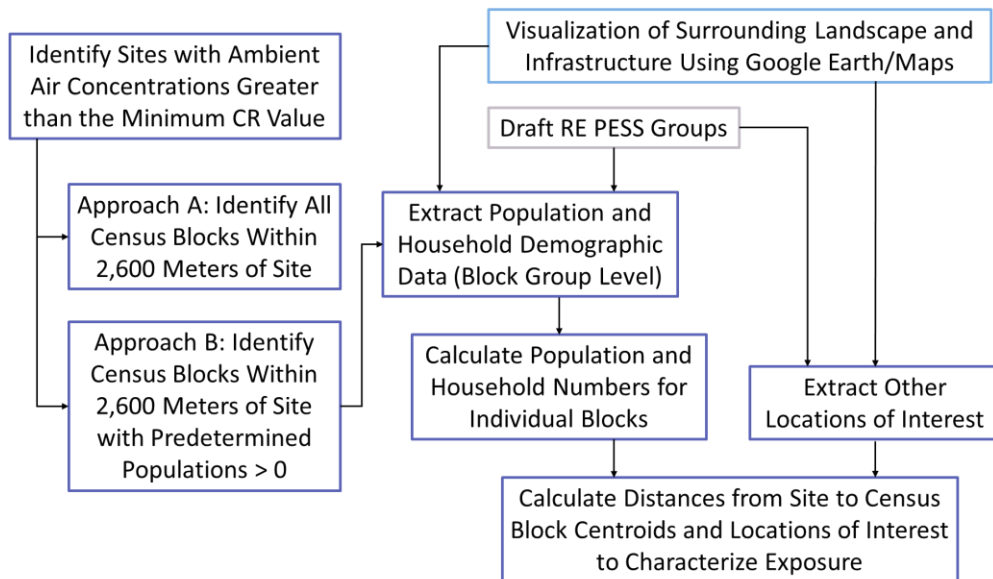 Identify Sites with Ambient
Air Concentrations Greater
than the Minimum CR Value
Visualization of Surrounding Landscape and
Infrastructure Using Google Earth/Maps
Draft RE PESS Groups
Approach A: Identify All
Census Blocks Within
2,600 Meters of Site
Extract Population and
Household Demographic
Data (Block Group Level)
Approach B: Identify
Census Blocks Within
2,600 Meters of Site
with Predetermined
Populations > 0
Calculate Population and
Household Numbers for
Individual Blocks
Extract Other
Locations of Interest
Calculate Distances from Site to Census
Block Centroids and Locations of Interest
to Characterize Exposure